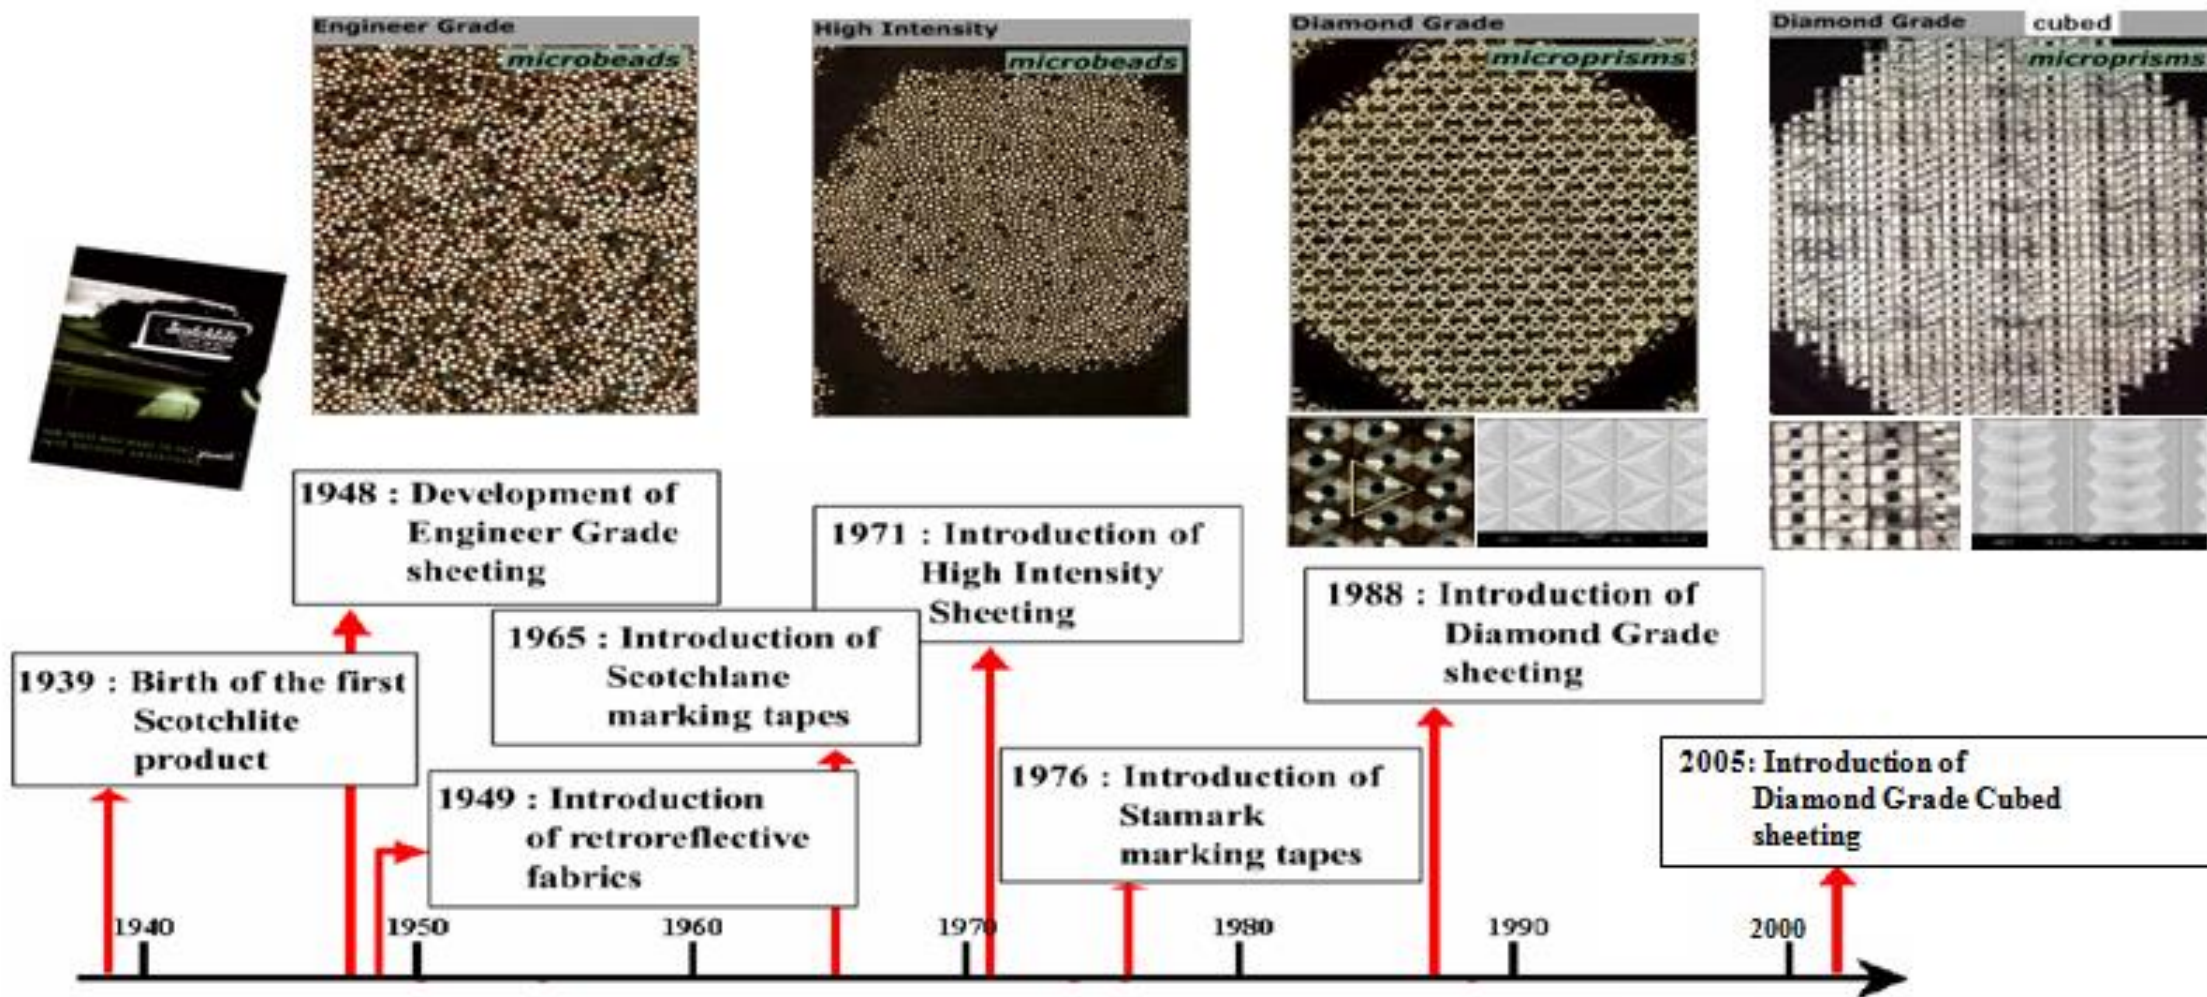 Engineer Grade
microbeads
High Intensity
microbeads
Diamond Grade
microprisms
Diamond Grade cubed
microprisms
Scotchlite
1948 : Development of
Engineer Grade
sheeting
1971 : Introduction of
High Intensity
Sheeting
1988 : Introduction of
Diamond Grade
sheeting
1965 : Introduction of
Scotchlane
marking tapes
1939 : Birth of the first
Scotchlite
product
1949 : Introduction
of retroreflective
fabrics
1976 : Introduction of
Stamark
marking tapes
2005: Introduction of
Diamond Grade Cubed
sheeting
1940
1950
1960
1970
1980
1990
2000